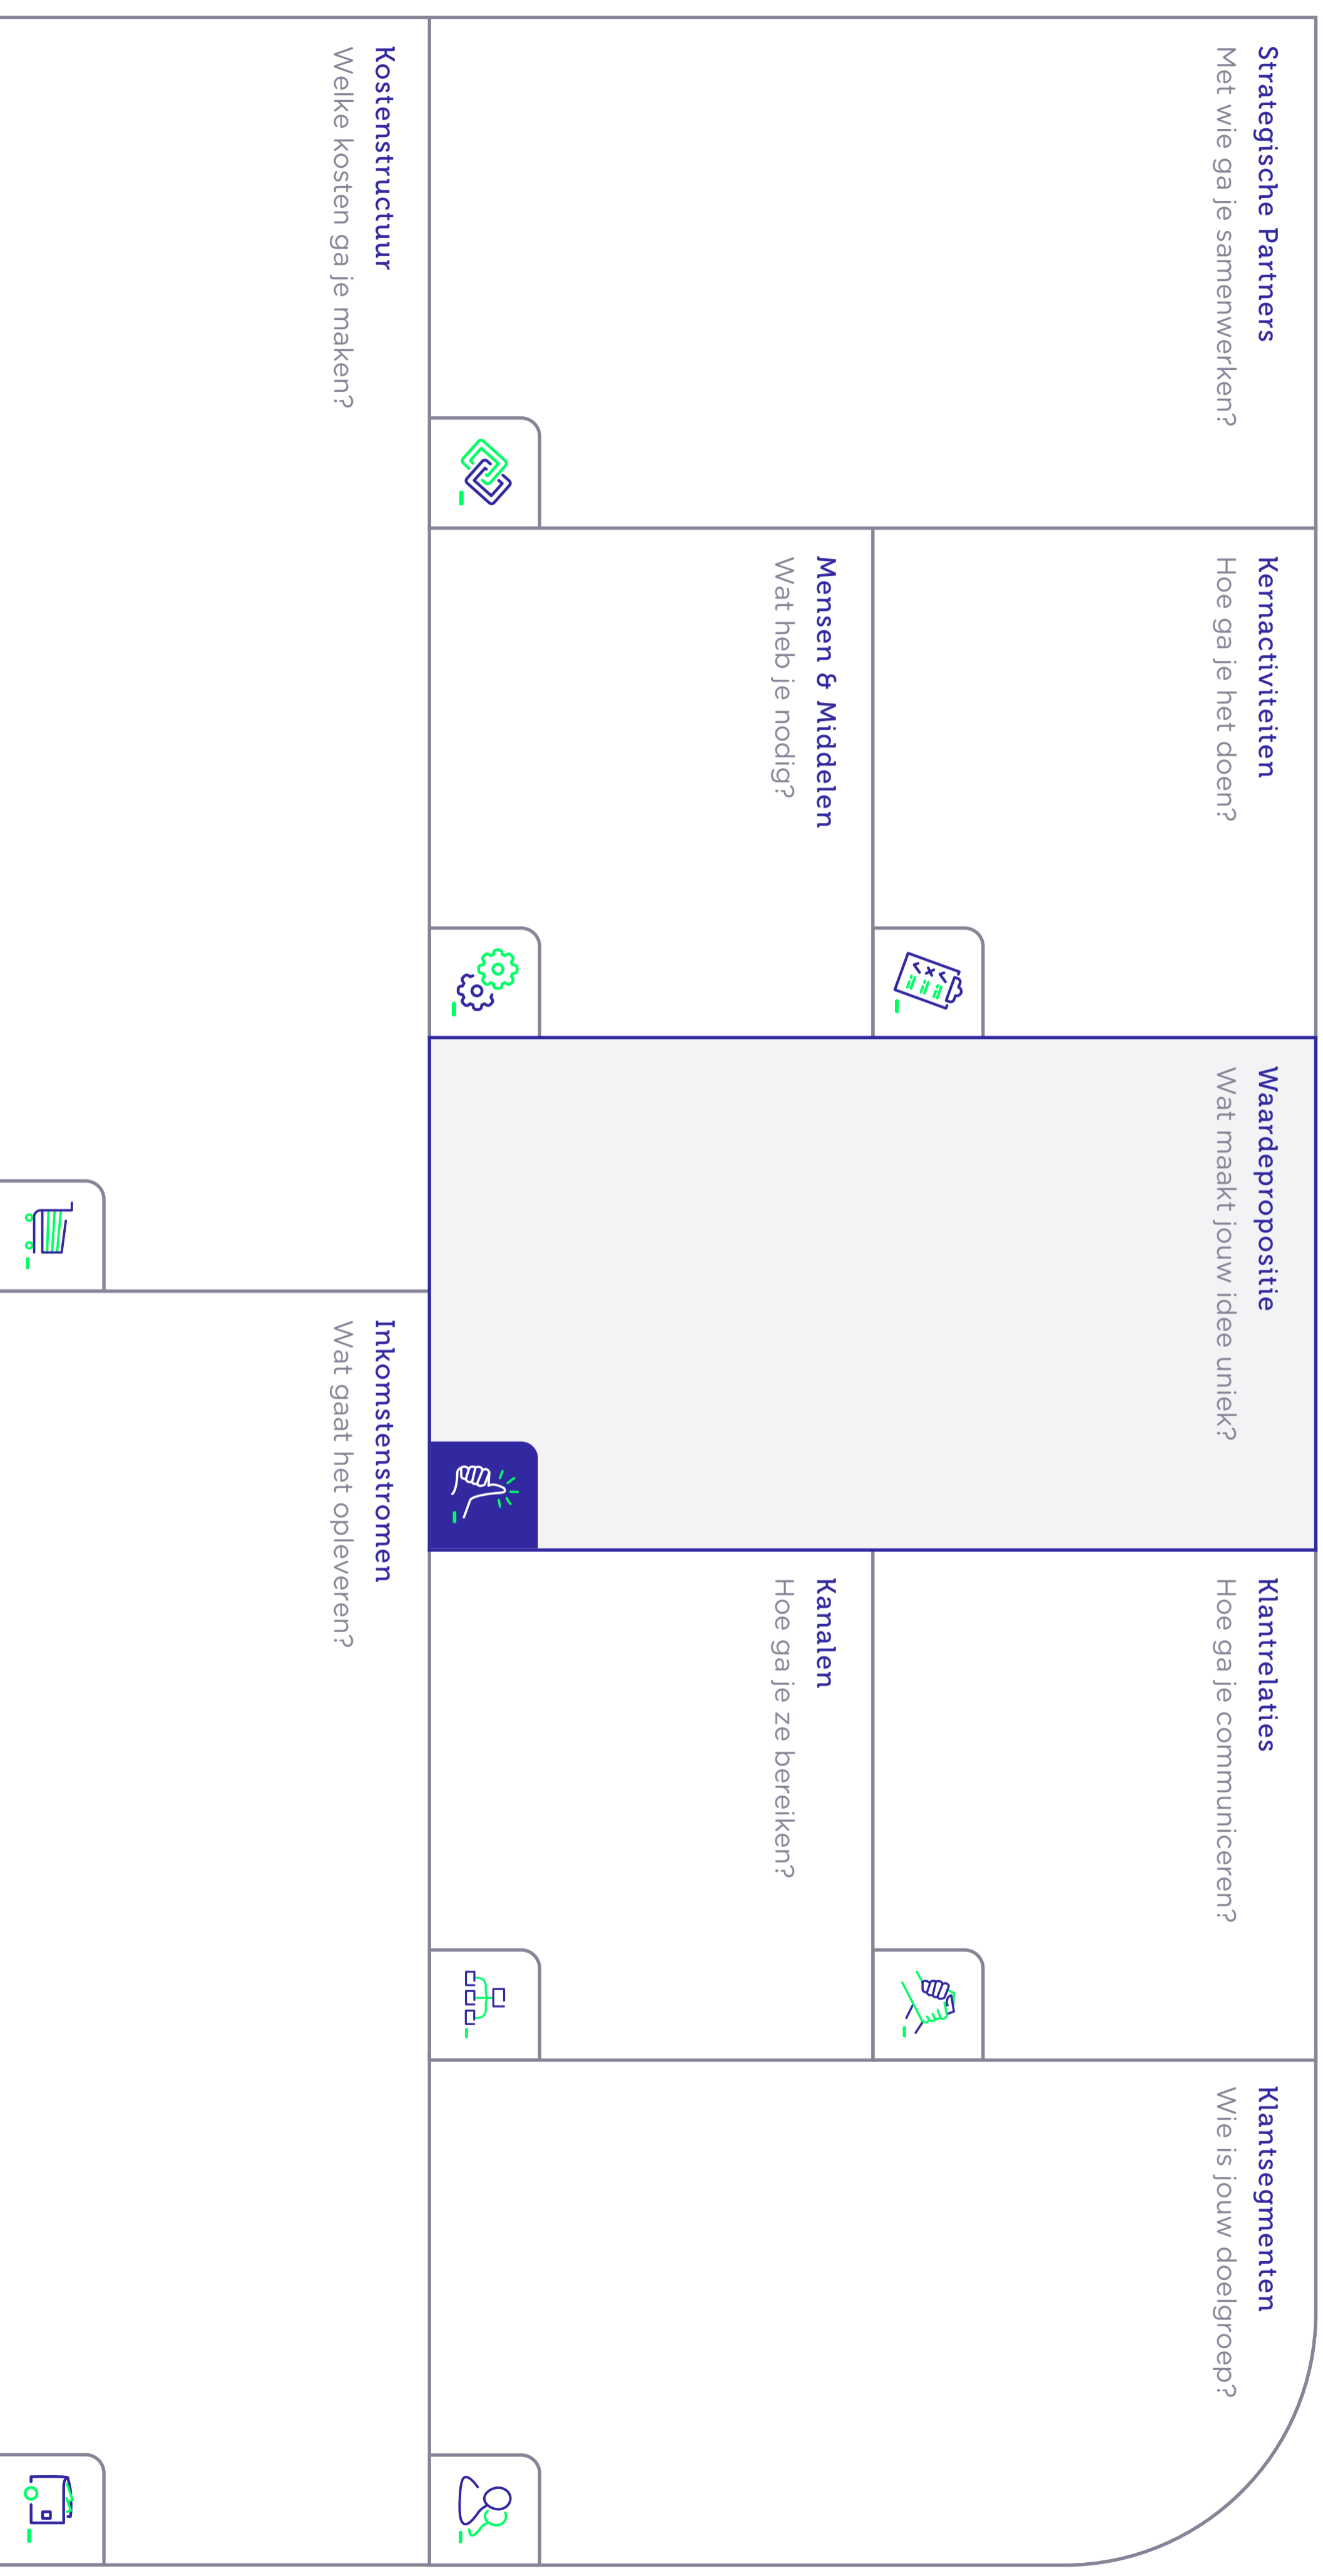 Strategische Partners
Met wie ga je samenwerken?
Kernactiviteiten
Hoe ga je het doen?
Mensen & Middelen
Wat heb je nodig?
Waardepropositie
Wat maakt jouw idee uniek?
Klantrelaties
Hoe ga je communiceren?
Kanalen
Hoe ga je ze bereiken?
Klantsegmenten
Wie is jouw doelgroep?
Kostenstructuur
Welke kosten ga je maken?
Inkomstenstromen
Wat gaat het opleveren?